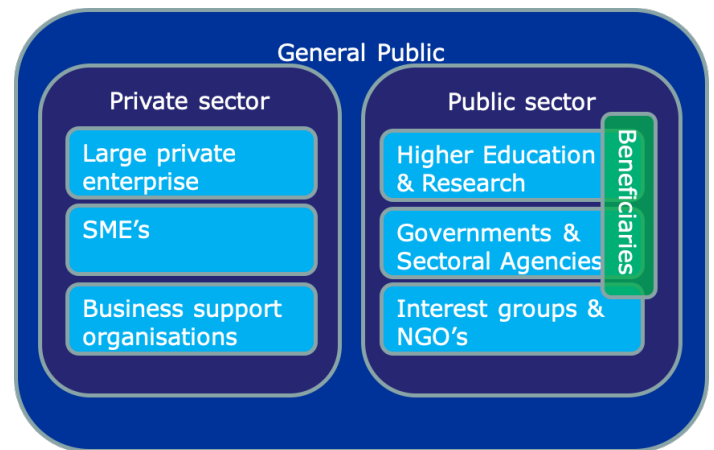 General Public
Private sector
Large private
enterprise
SME’s
Business support
organisations
Public sector
Higher Education
& Research
Governments &
Sectoral Agencies
Interest groups &
NGO’s
Beneficiaries